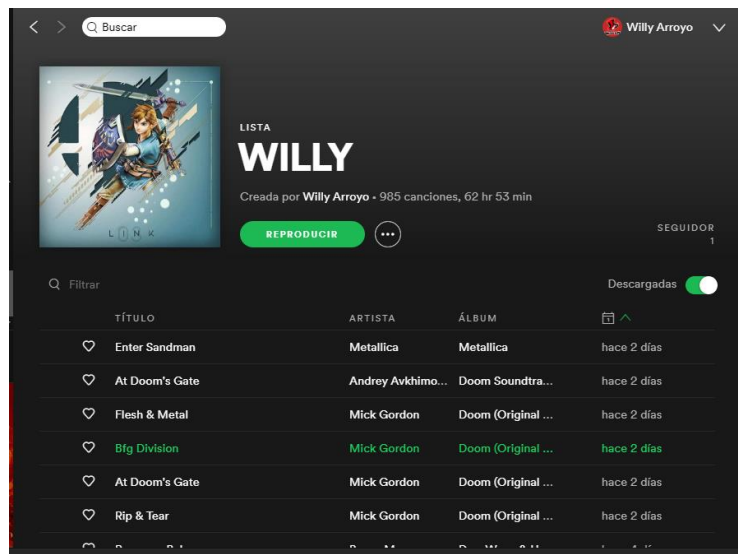 Buscar
Willy Arroyo
LISTA
WILLY
Creada por Willy Arroyo • 985 canciones, 62 hr 53 min
REPRODUCIR
SEGUIDOR
1
LINK
Filtrar
Descargadas
TÍTULO ARTISTA ÁLBUM
Enter Sandman Metallica Metallica hace 2 días
At Doom's Gate Andrey Avkhimo... Doom Soundtra... hace 2 días
Flesh & Metal Mick Gordon Doom (Original ... hace 2 días
Bfg Division Mick Gordon Doom (Original ... hace 2 días
At Doom's Gate Mick Gordon Doom (Original ... hace 2 días
Rip & Tear Mick Gordon Doom (Original ... hace 2 días